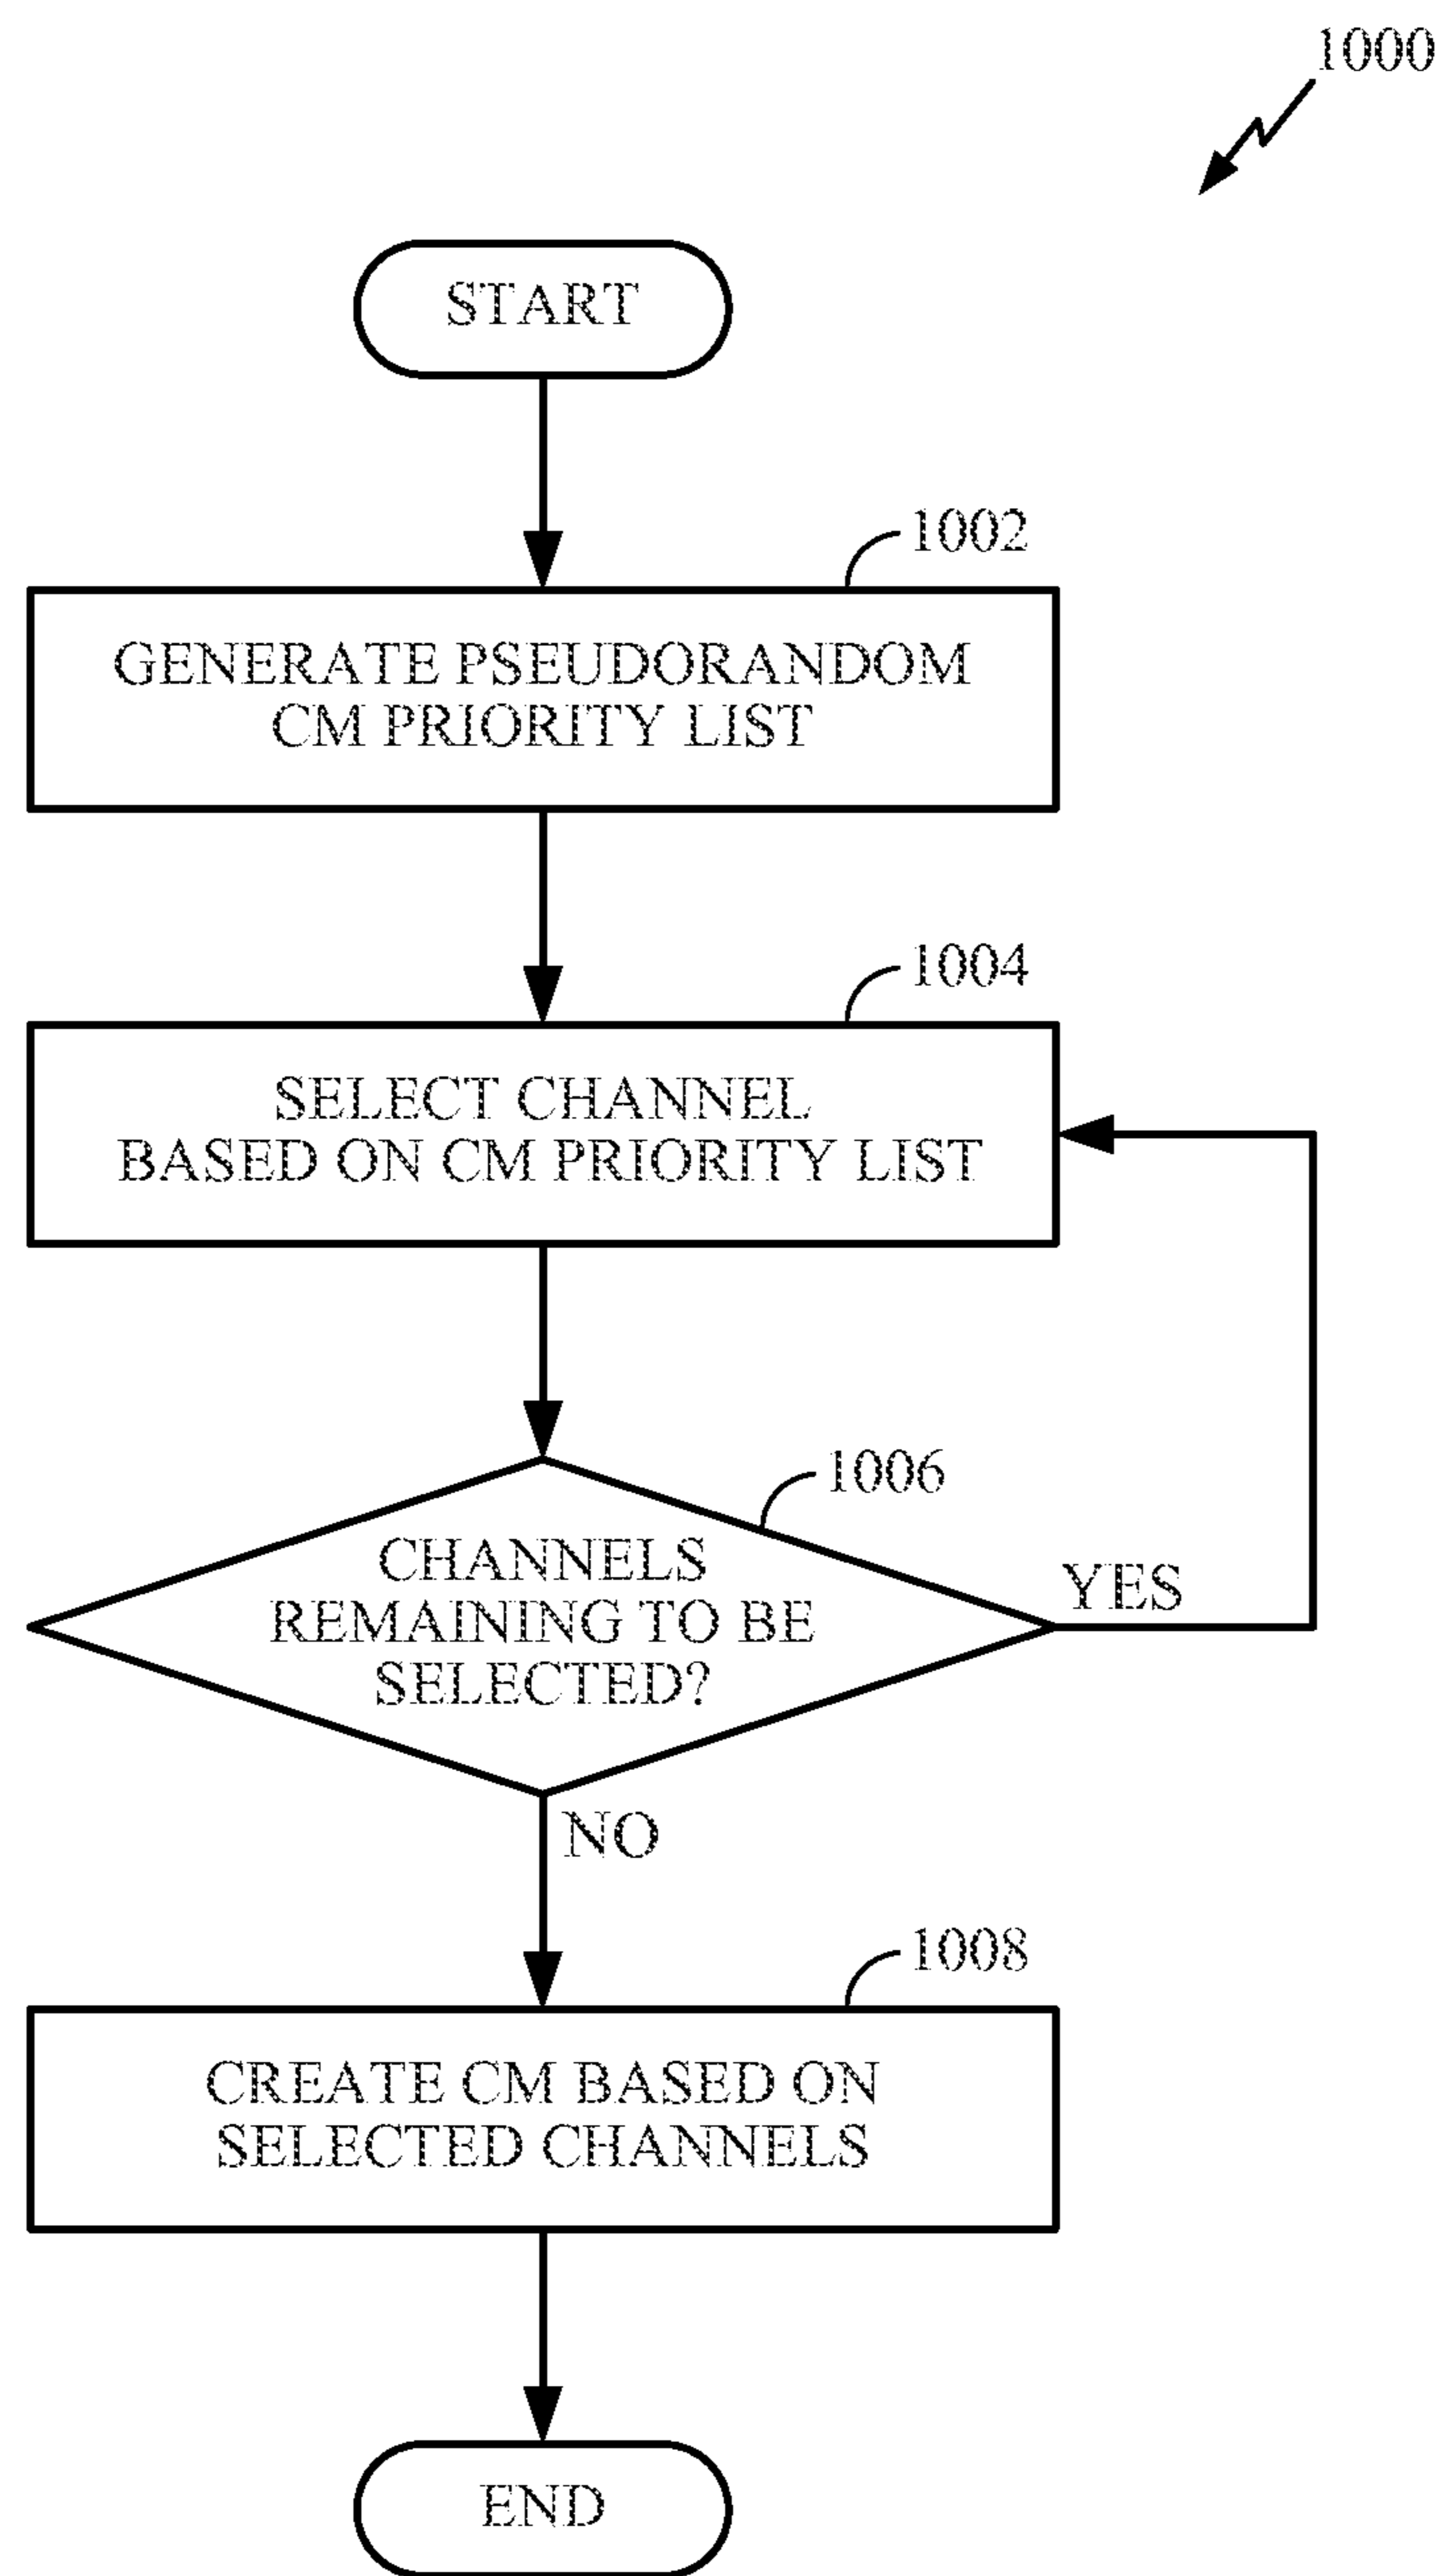 1000
START
1002
GENERATE PSEUDORANDOM
CM PRIORITY LIST
1004
SELECT CHANNEL
BASED ON CM PRIORITY LIST
1006
CHANNELS
REMAINING TO BE
SELECTED?
YES
NO
1008
CREATE CM BASED ON
SELECTED CHANNELS
END